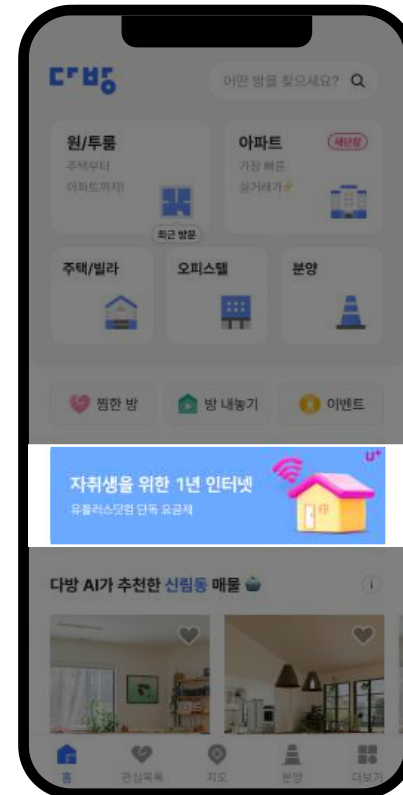 다방
어떤 방을 찾으세요?
원/투룸
주택부터
아파트까지!
최근 방문
아파트
새단장
가장 빠른
실거래가⚡
주택/빌라
오피스텔
분양
찜한 방
방 내놓기
이벤트
자취생을 위한 1년 인터넷
유플러스닷컴 단독 요금제
U+
다방 AI가 추천한 신림동 매물
홈
관심목록
지도
분양
더보기